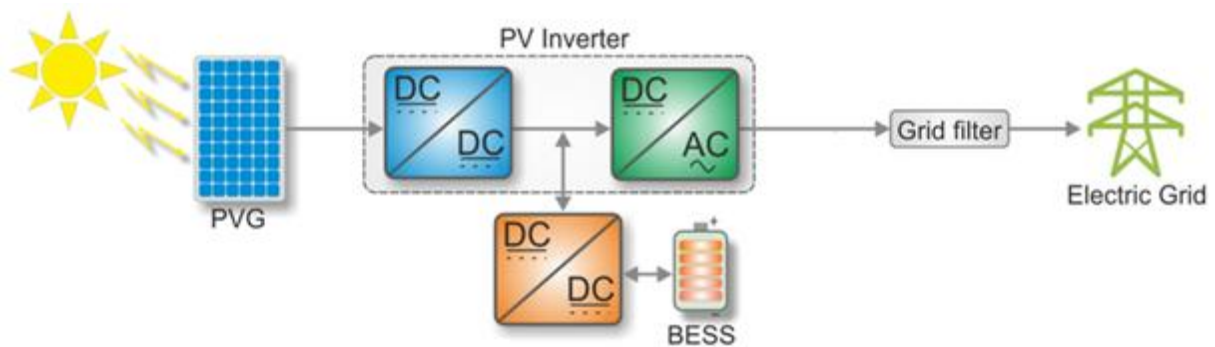 PV Inverter
DC
DC
DC
AC
Grid filter
PVG
Electric Grid
DC
DC
+
-
BESS